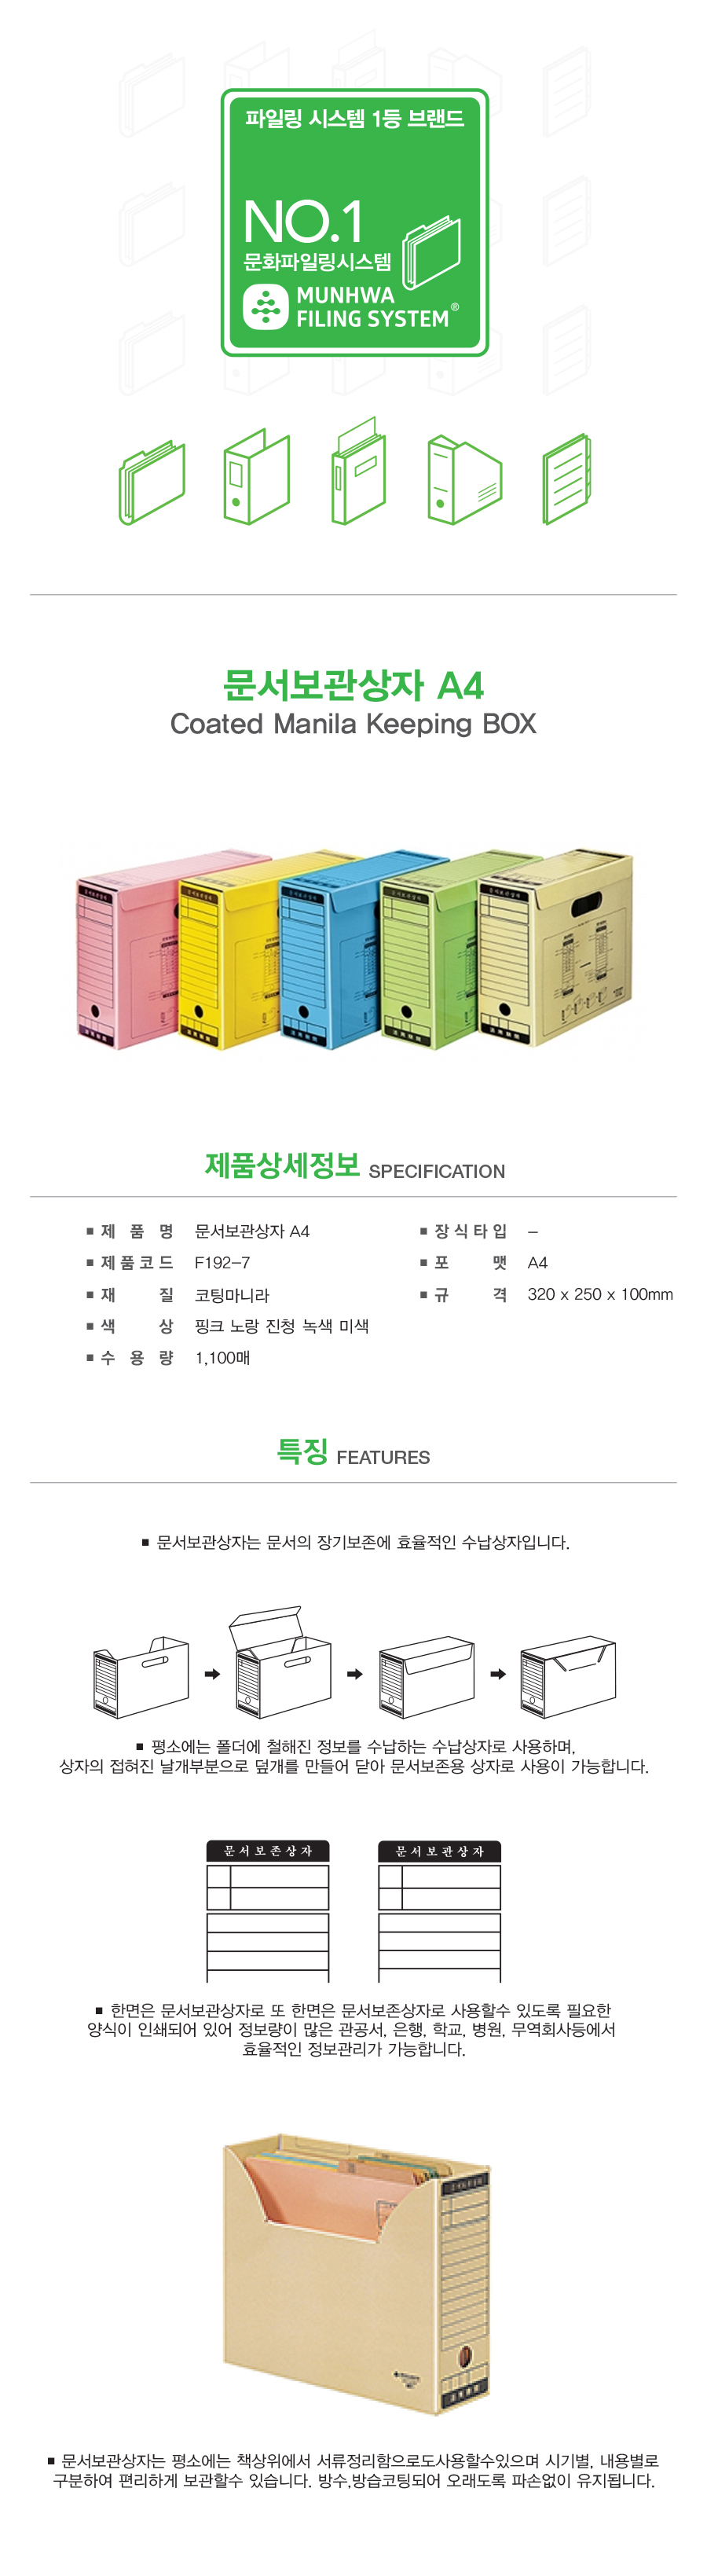 파일링 시스템 1등 브랜드
NO.1
문화파일링시스템
MUNHWA
FILING SYSTEM®
문서보관상자 A4
Coated Manila Keeping BOX
제품상세정보 SPECIFICATION
■ 제 품 명 문서보관상자 A4
■ 장식타입 –
■ 제품코드 F192–7
■ 포 맷 A4
■ 재 질 코팅마니라
■ 규 격 320 x 250 x 100mm
■ 색 상 핑크 노랑 진청 녹색 미색
■ 수 용 량 1,100매
특징 FEATURES
■ 문서보관상자는 문서의 장기보존에 효율적인 수납상자입니다.
■ 평소에는 폴더에 철해진 정보를 수납하는 수납상자로 사용하며,
상자의 접혀진 날개부분으로 덮개를 만들어 닫아 문서보존용 상자로 사용이 가능합니다.
문서보존상자
문서보관상자
■ 한면은 문서보관상자로 또 한면은 문서보존상자로 사용할수 있도록 필요한
양식이 인쇄되어 있어 정보량이 많은 관공서, 은행, 학교, 병원, 무역회사등에서
효율적인 정보관리가 가능합니다.
■ 문서보관상자는 평소에는 책상위에서 서류정리함으로도사용할수있으며 시기별, 내용별로
구분하여 편리하게 보관할수 있습니다. 방수,방습코팅되어 오래도록 파손없이 유지됩니다.